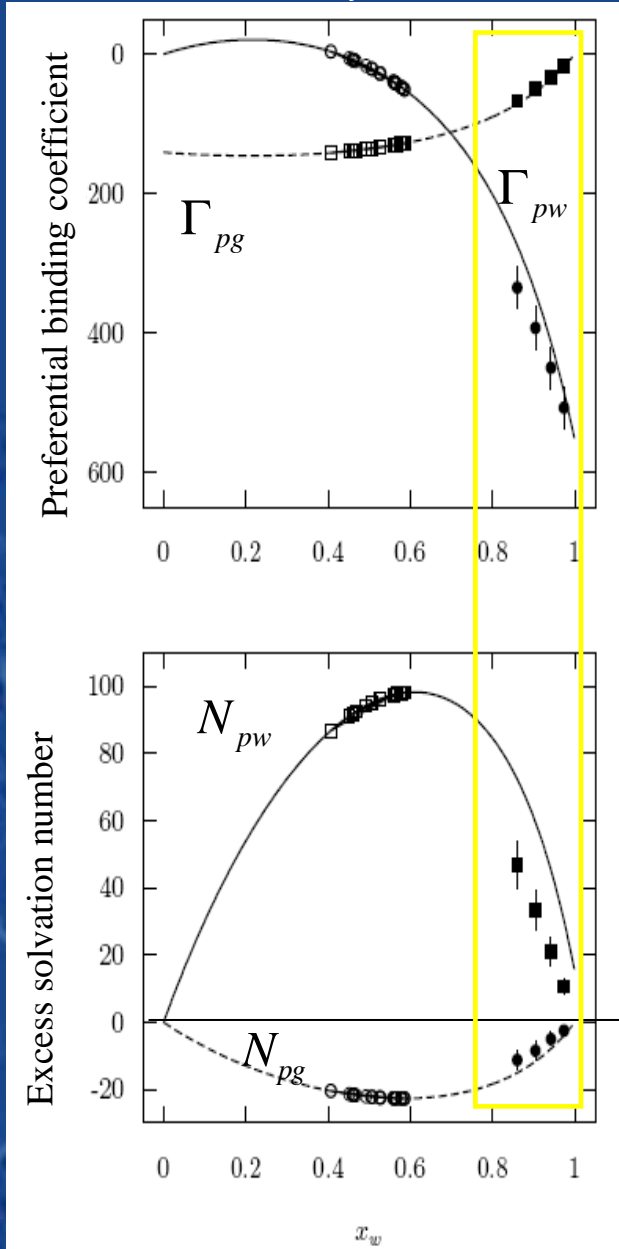 Preferential binding coefficient
0
200
400
600
Γpg
Γpw
0 0.2 0.4 0.6 0.8 1
Excess solvation number
100
80
60
40
20
0
-20
Npw
Npg
0 0.2 0.4 0.6 0.8 1
xw